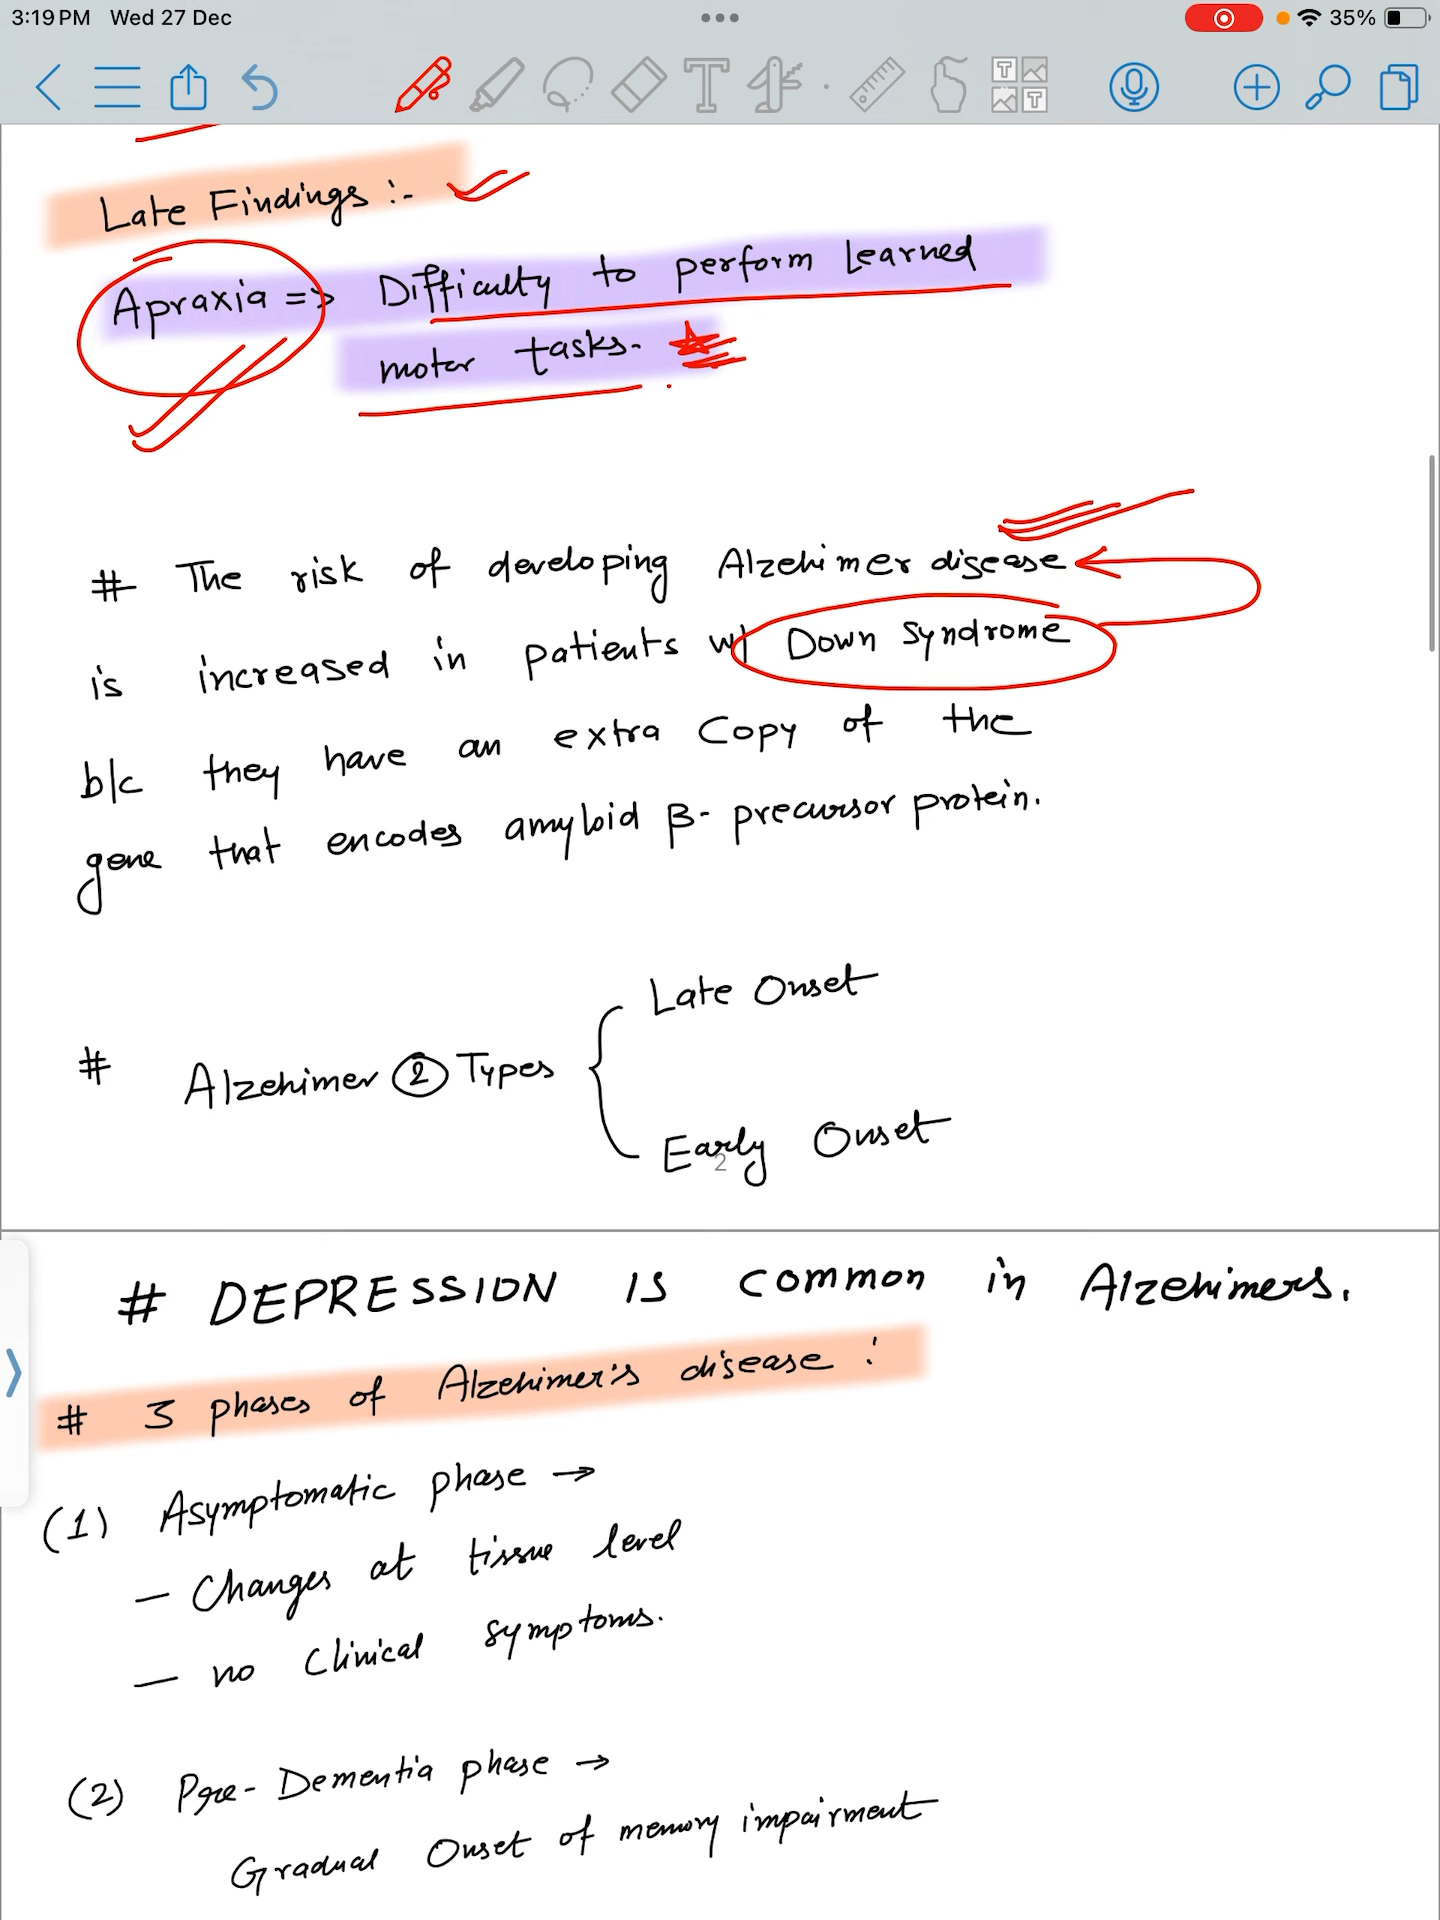 3:19 PM Wed 27 Dec
35%
Late Findings :-
Apraxia => Difficulty to perform learned
motor tasks.
# The risk of developing Alzehimer disease
is increased in patients w/ Down Syndrome
b/c they have an extra copy of the
gene that encodes amyloid β- precursor protein.
Late Onset
# Alzehimer 2 Types
Early Onset
2
# DEPRESSION IS common in Alzehimers.
# 3 phases of Alzehimer's disease :
(1) Asymptomatic phase →
- Changes at tissue level
- no clinical symptoms.
(2) Pre-Dementia phase →
Gradual Onset of memory impairment